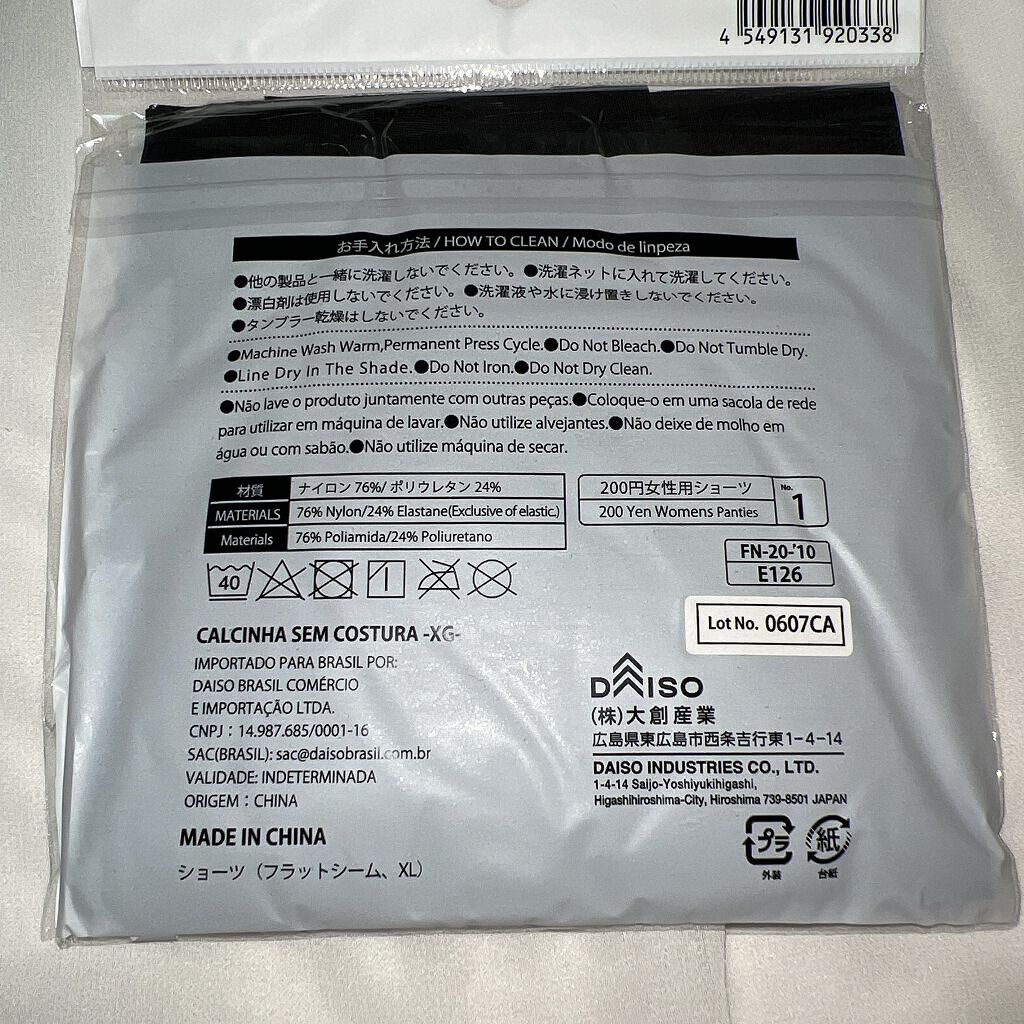 4 549131 920338
お手入れ方法 / HOW TO CLEAN / Modo de linpeza
●他の製品と一緒に洗濯しないでください。●洗濯ネットに入れて洗濯してください。
●漂白剤は使用しないでください。●洗濯液や水に浸け置きしないでください。
●タンブラー乾燥はしないでください。
●Machine Wash Warm,Permanent Press Cycle.●Do Not Bleach.●Do Not Tumble Dry.
●Line Dry In The Shade.●Do Not Iron.●Do Not Dry Clean.
●Não lave o produto juntamente com outras peças.●Coloque-o em uma sacola de rede
para utilizar em máquina de lavar.●Não utilize alvejantes.●Não deixe de molho em
água ou com sabão.●Não utilize máquina de secar.
材質 ナイロン 76%/ ポリウレタン 24%
MATERIALS 76% Nylon/24% Elastane(Exclusive of elastic.)
Materials 76% Poliamida/24% Poliuretano
200円女性用ショーツ
200 Yen Womens Panties
No. 1
FN-20-'10
E126
40
Lot No. 0607CA
CALCINHA SEM COSTURA -XG-
IMPORTADO PARA BRASIL POR:
DAISO BRASIL COMÉRCIO
E IMPORTAÇÃO LTDA.
CNPJ：14.987.685/0001-16
SAC(BRASIL): sac@daisobrasil.com.br
VALIDADE: INDETERMINADA
ORIGEM：CHINA
MADE IN CHINA
ショーツ（フラットシーム、XL）
DAISO
(株)大創産業
広島県東広島市西条吉行東1-4-14
DAISO INDUSTRIES CO., LTD.
1-4-14 Saijo-Yoshiyukihigashi,
Higashihiroshima-City, Hiroshima 739-8501 JAPAN
プラ 紙
外装 台紙